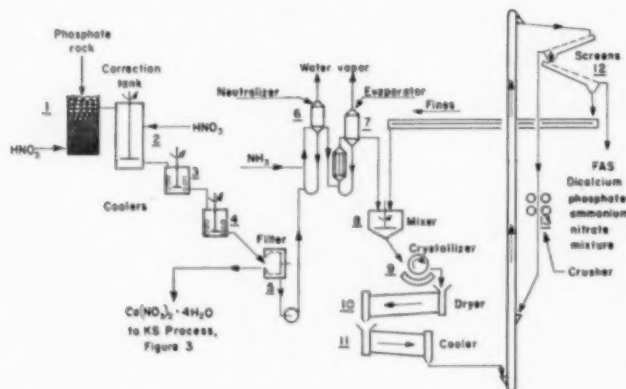 Phosphate
rock
Correction
tank
1
2
HNO3
HNO3
3
Coolers
4
Filter
5
Ca(NO3)2 · 4H2O
to KS Process,
Figure 3
Water vapor
Neutralizer
Evaporator
6
7
NH3
Fines
8
Mixer
Crystallizer
9
10
Dryer
11
Cooler
Screens
12
FAS
Dicalcium
phosphate
ammonium
nitrate
mixture
13
Crusher